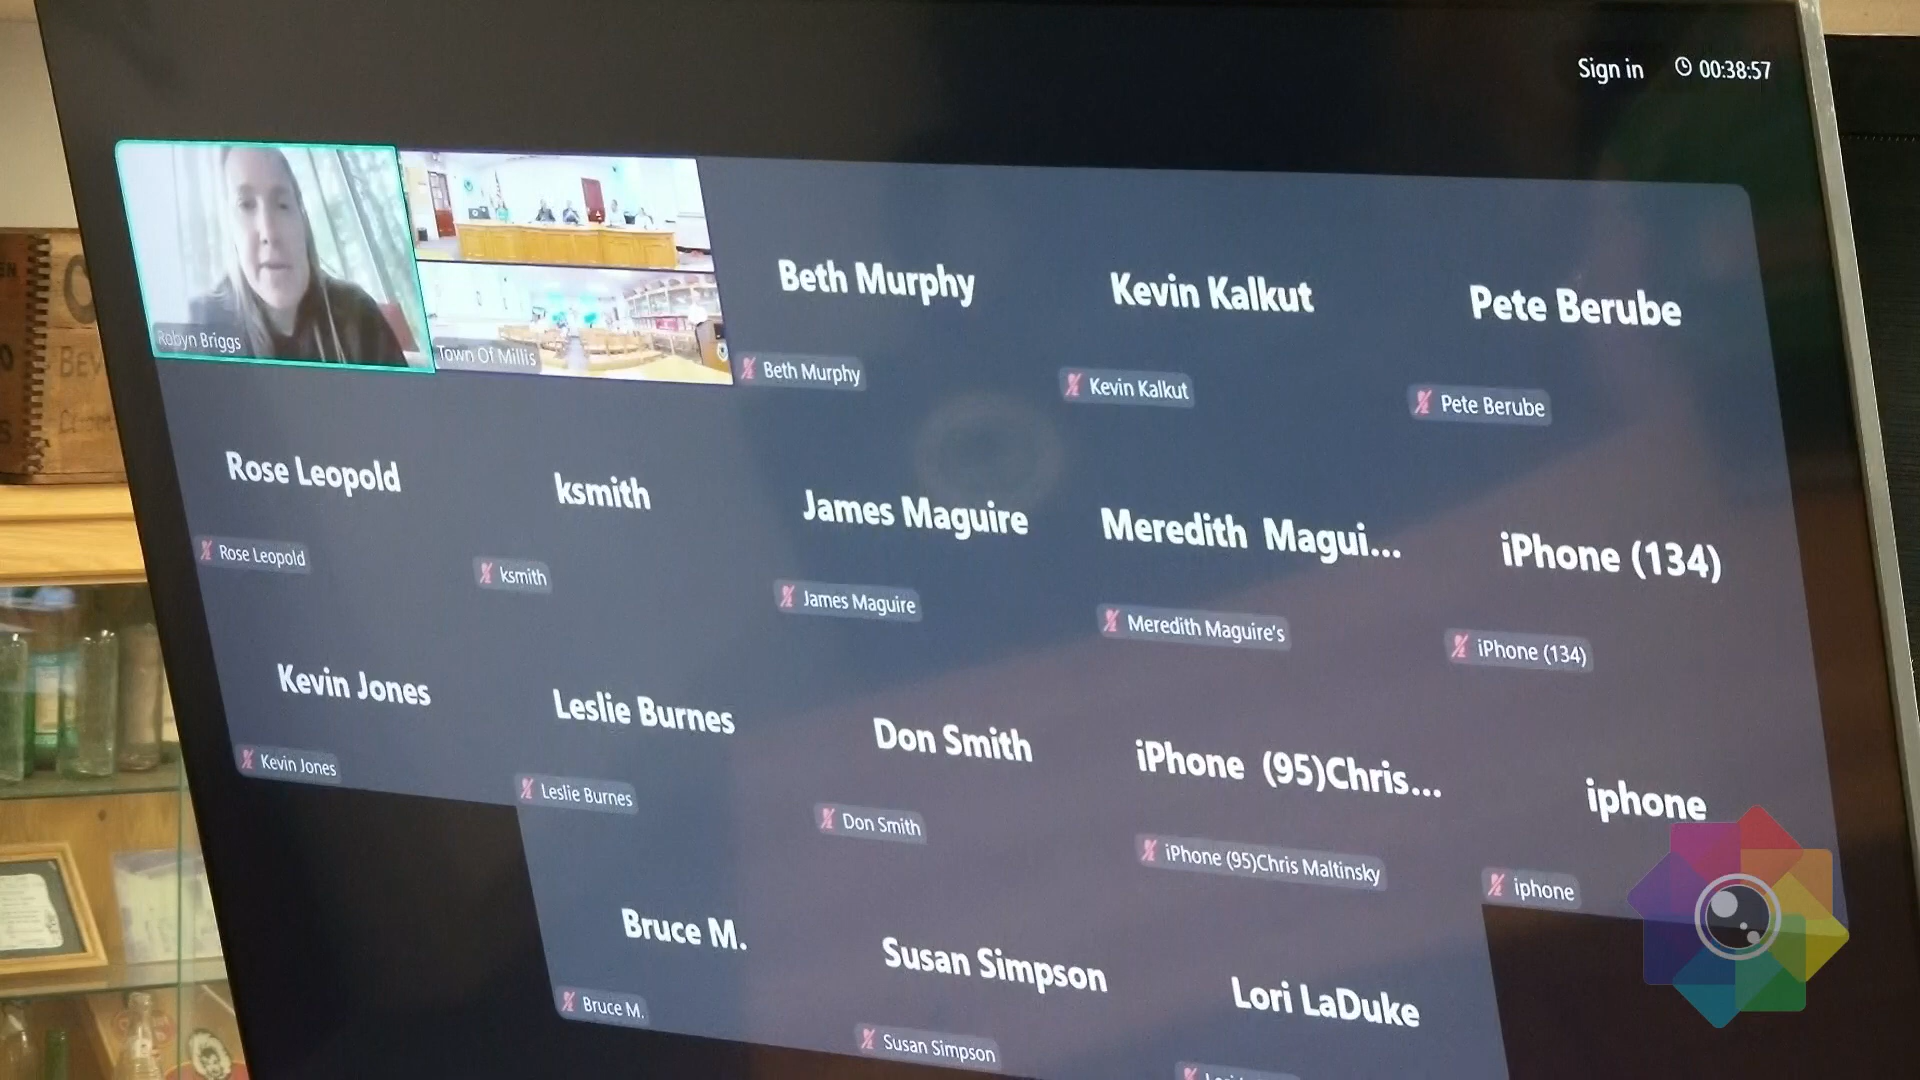 Sign in 00:38:57
Robyn Briggs
Town Of Millis
Beth Murphy
Beth Murphy
Kevin Kalkut
Kevin Kalkut
Pete Berube
Pete Berube
Rose Leopold
Rose Leopold
ksmith
ksmith
James Maguire
James Maguire
Meredith Magui...
Meredith Maguire's
iPhone (134)
iPhone (134)
Kevin Jones
Kevin Jones
Leslie Burnes
Leslie Burnes
Don Smith
Don Smith
iPhone (95)Chris...
iPhone (95)Chris Maltinsky
iphone
iphone
Bruce M.
Bruce M.
Susan Simpson
Susan Simpson
Lori LaDuke